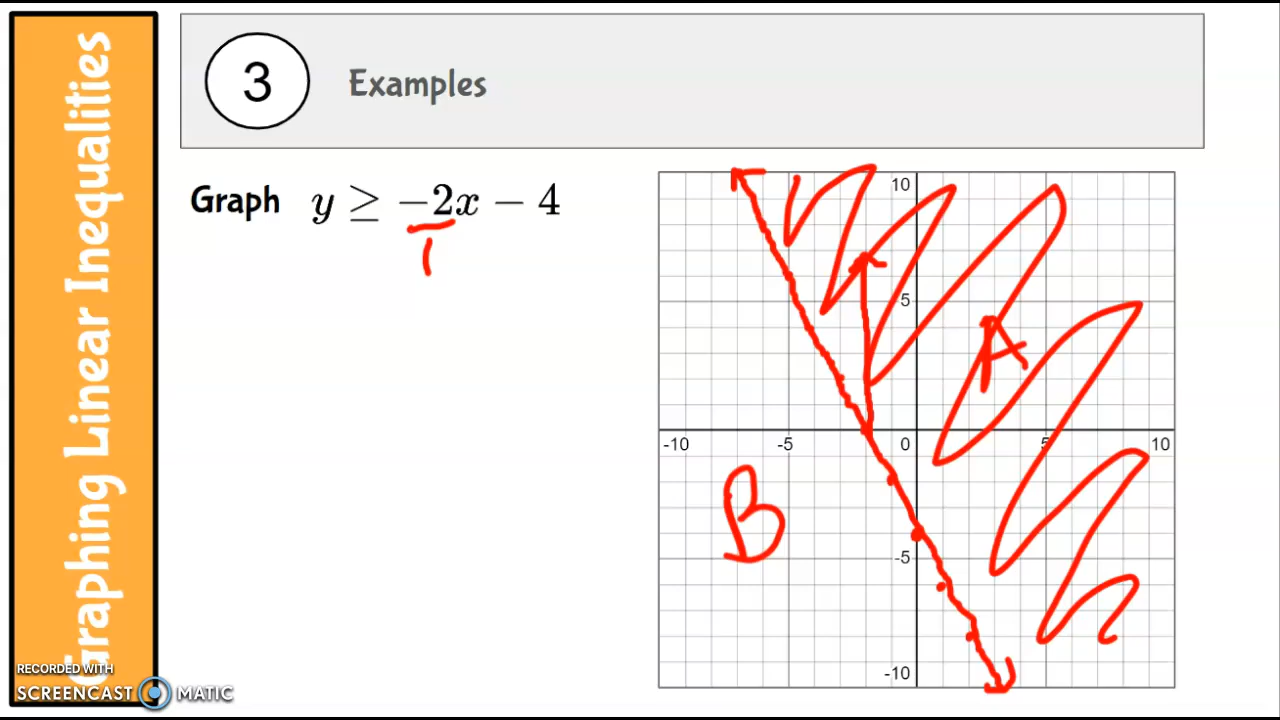 Graphing Linear Inequalities
3
Examples
Graph y ≥ −2x − 4
1
10
5
-10
-5
0
5
10
-5
-10
A
B
RECORDED WITH
SCREENCAST MATIC